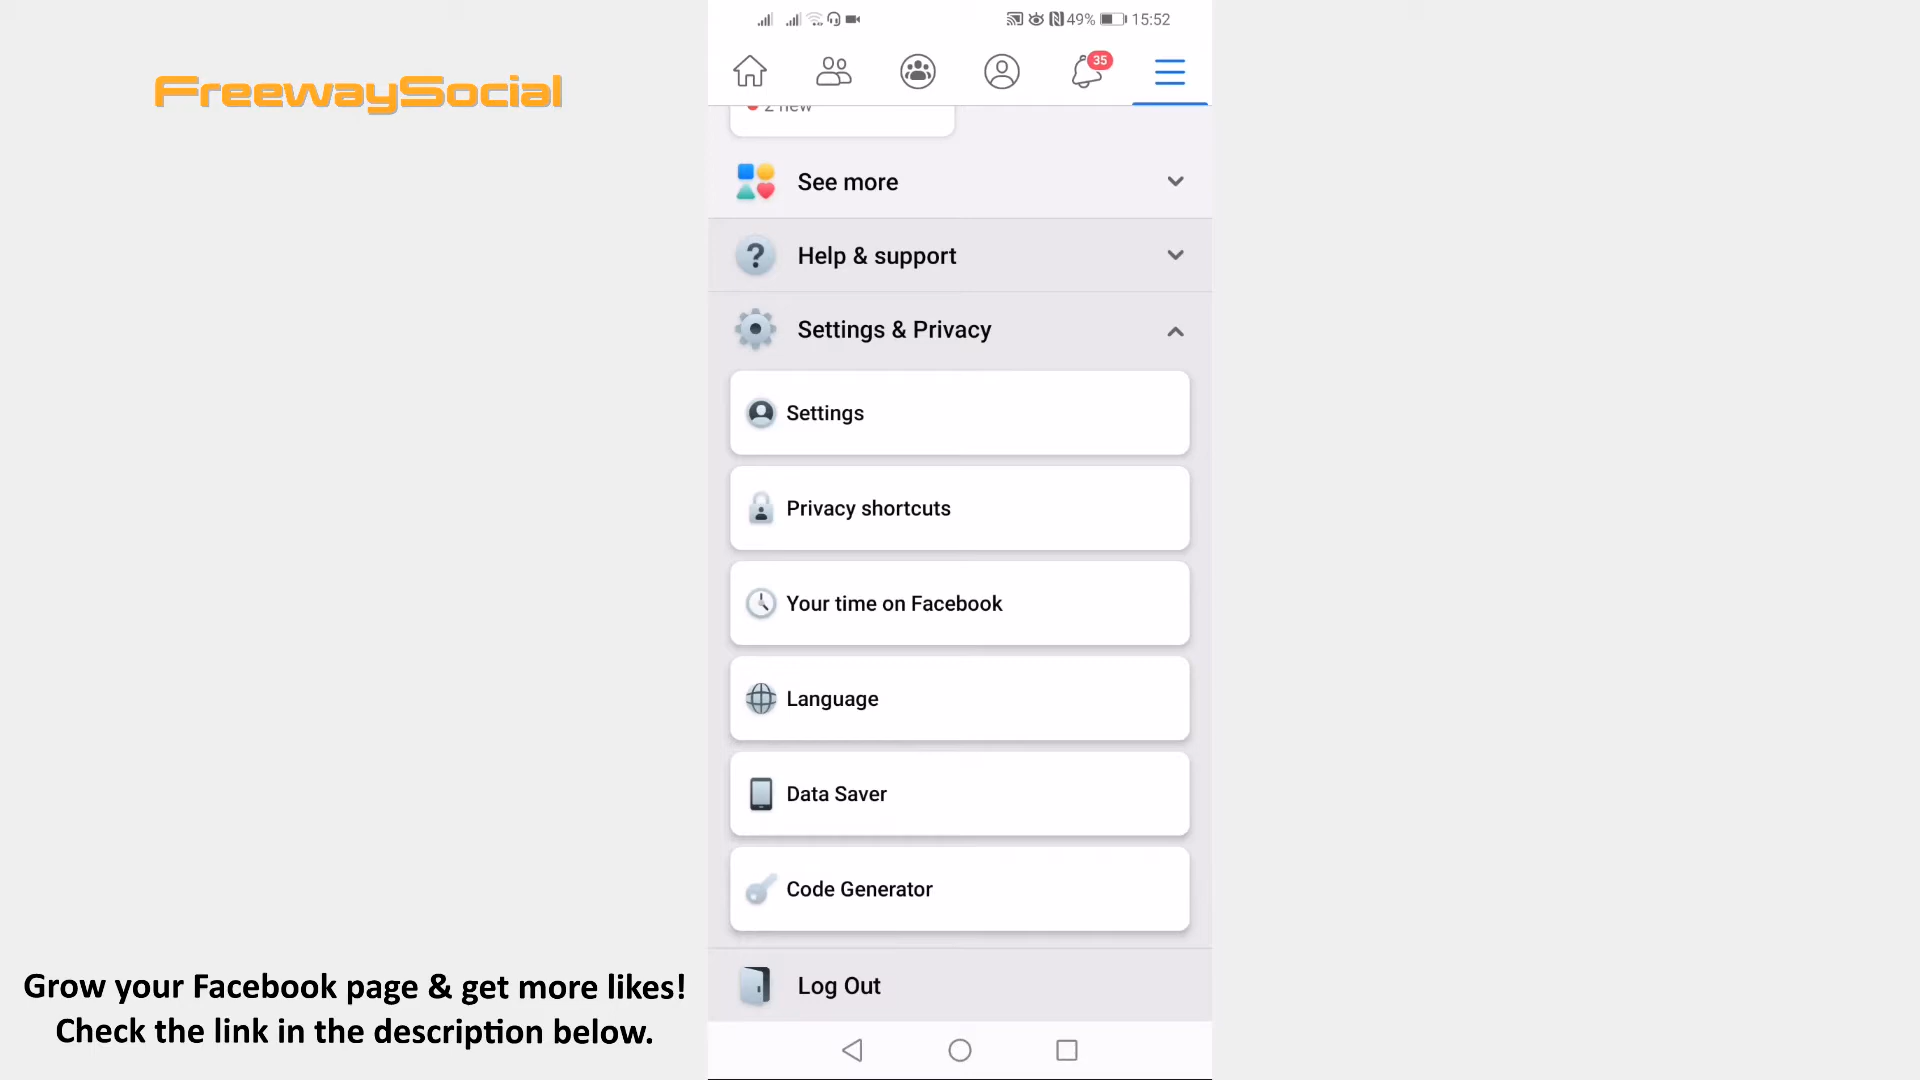 FreewaySocial
49% 15:52
35
2 new
See more
Help & support
Settings & Privacy
Settings
Privacy shortcuts
Your time on Facebook
Language
Data Saver
Code Generator
Log Out
Grow your Facebook page & get more likes!
Check the link in the description below.